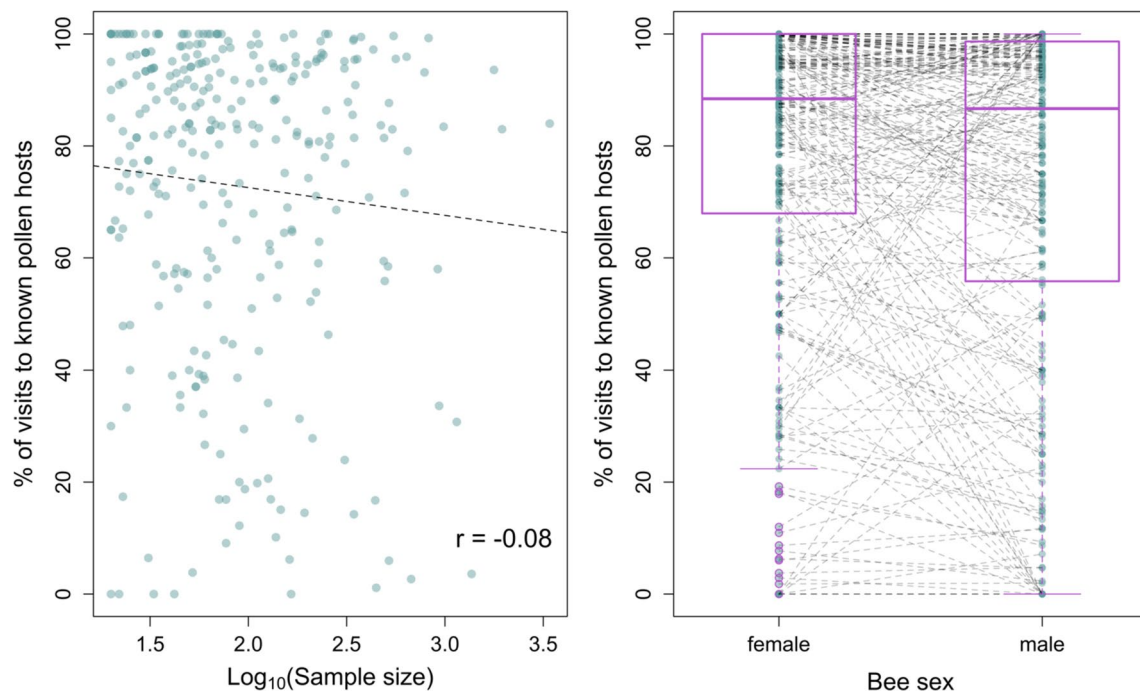 % of visits to known pollen hosts
100
80
60
40
20
0
r = -0.08
1.5 2.0 2.5 3.0 3.5
Log₁₀(Sample size)
% of visits to known pollen hosts
100
80
60
40
20
0
female male
Bee sex